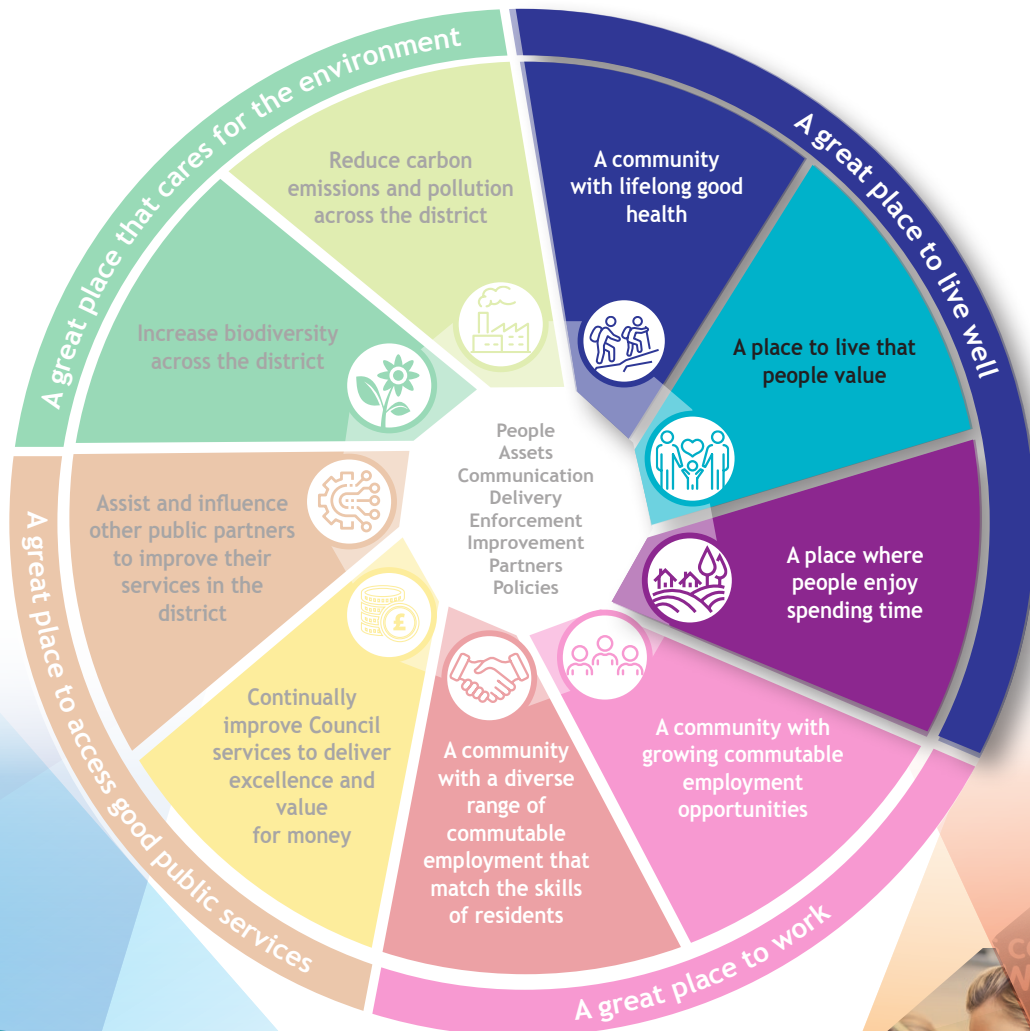 A great place that cares for the environment
A great place to live well
Reduce carbon
emissions and pollution
across the district
A community
with lifelong good
health
Increase biodiversity
across the district
A place to live that
people value
People
Assets
Communication
Delivery
Enforcement
Improvement
Partners
Policies
Assist and influence
other public partners
to improve their
services in the
district
A place where
people enjoy
spending time
£
Continually
improve Council
services to deliver
excellence and
value
for money
A community
with a diverse
range of
commutable
employment that
match the skills
of residents
A community with
growing commutable
employment
opportunities
A great place to access good public services
A great place to work